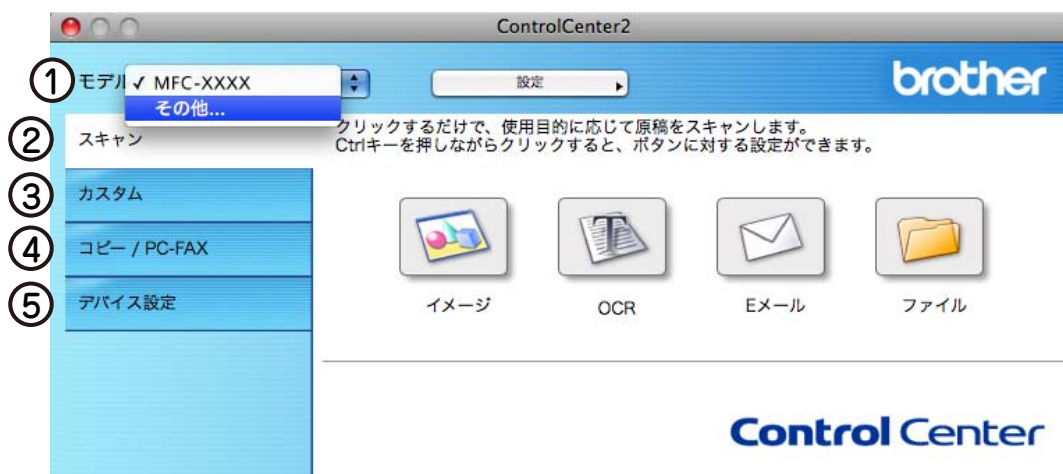 ControlCenter2
① モデル ✓ MFC-XXXX 設定 brother
その他...
② スキャン
クリックするだけで、使用目的に応じて原稿をスキャンします。
Ctrlキーを押しながらクリックすると、ボタンに対する設定ができます。
③ カスタム
④ コピー / PC-FAX
⑤ デバイス設定
イメージ OCR Eメール ファイル
Control Center